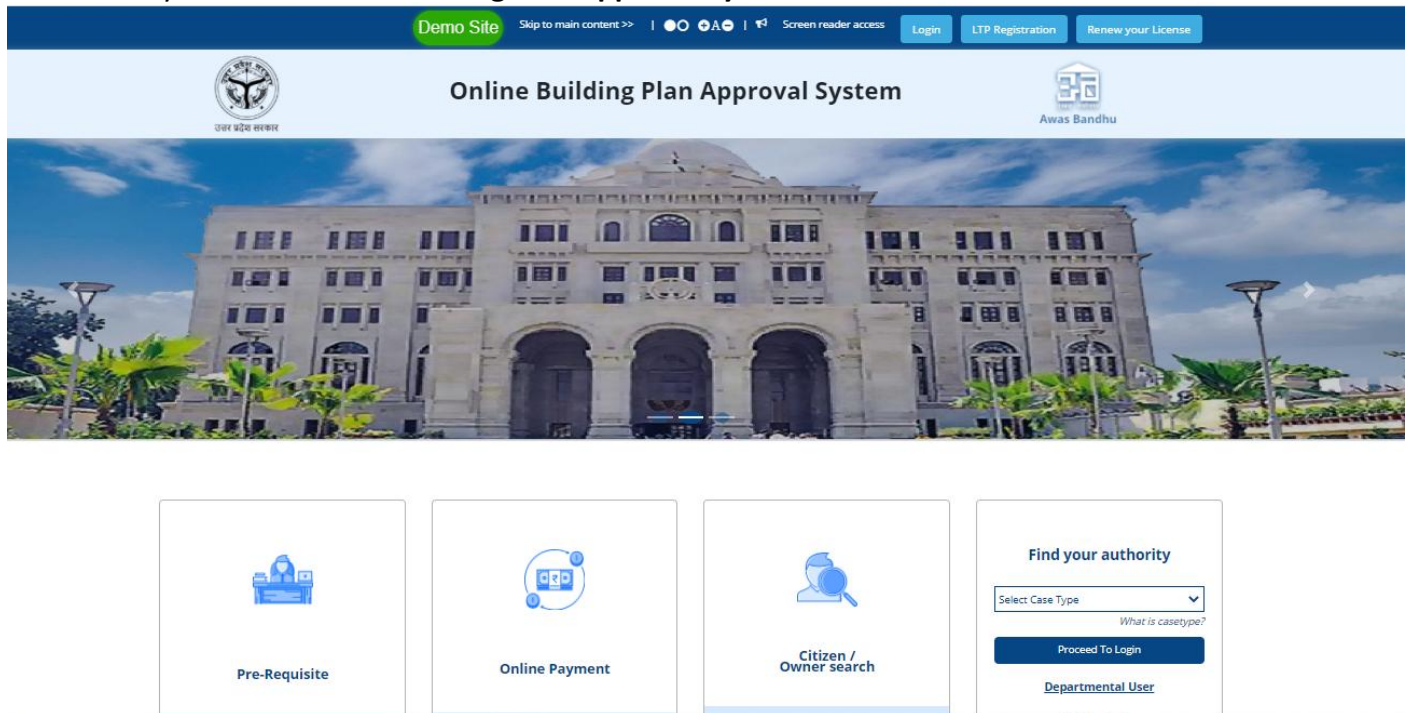 Demo Site Skip to main content >> | A | Screen reader access Login LTP Registration Renew your License
उत्तर प्रदेश सरकार
Online Building Plan Approval System
Awas Bandhu
Find your authority
Select Case Type
What is casetype?
Proceed To Login
Departmental User
Pre-Requisite
Online Payment
Citizen /
Owner search